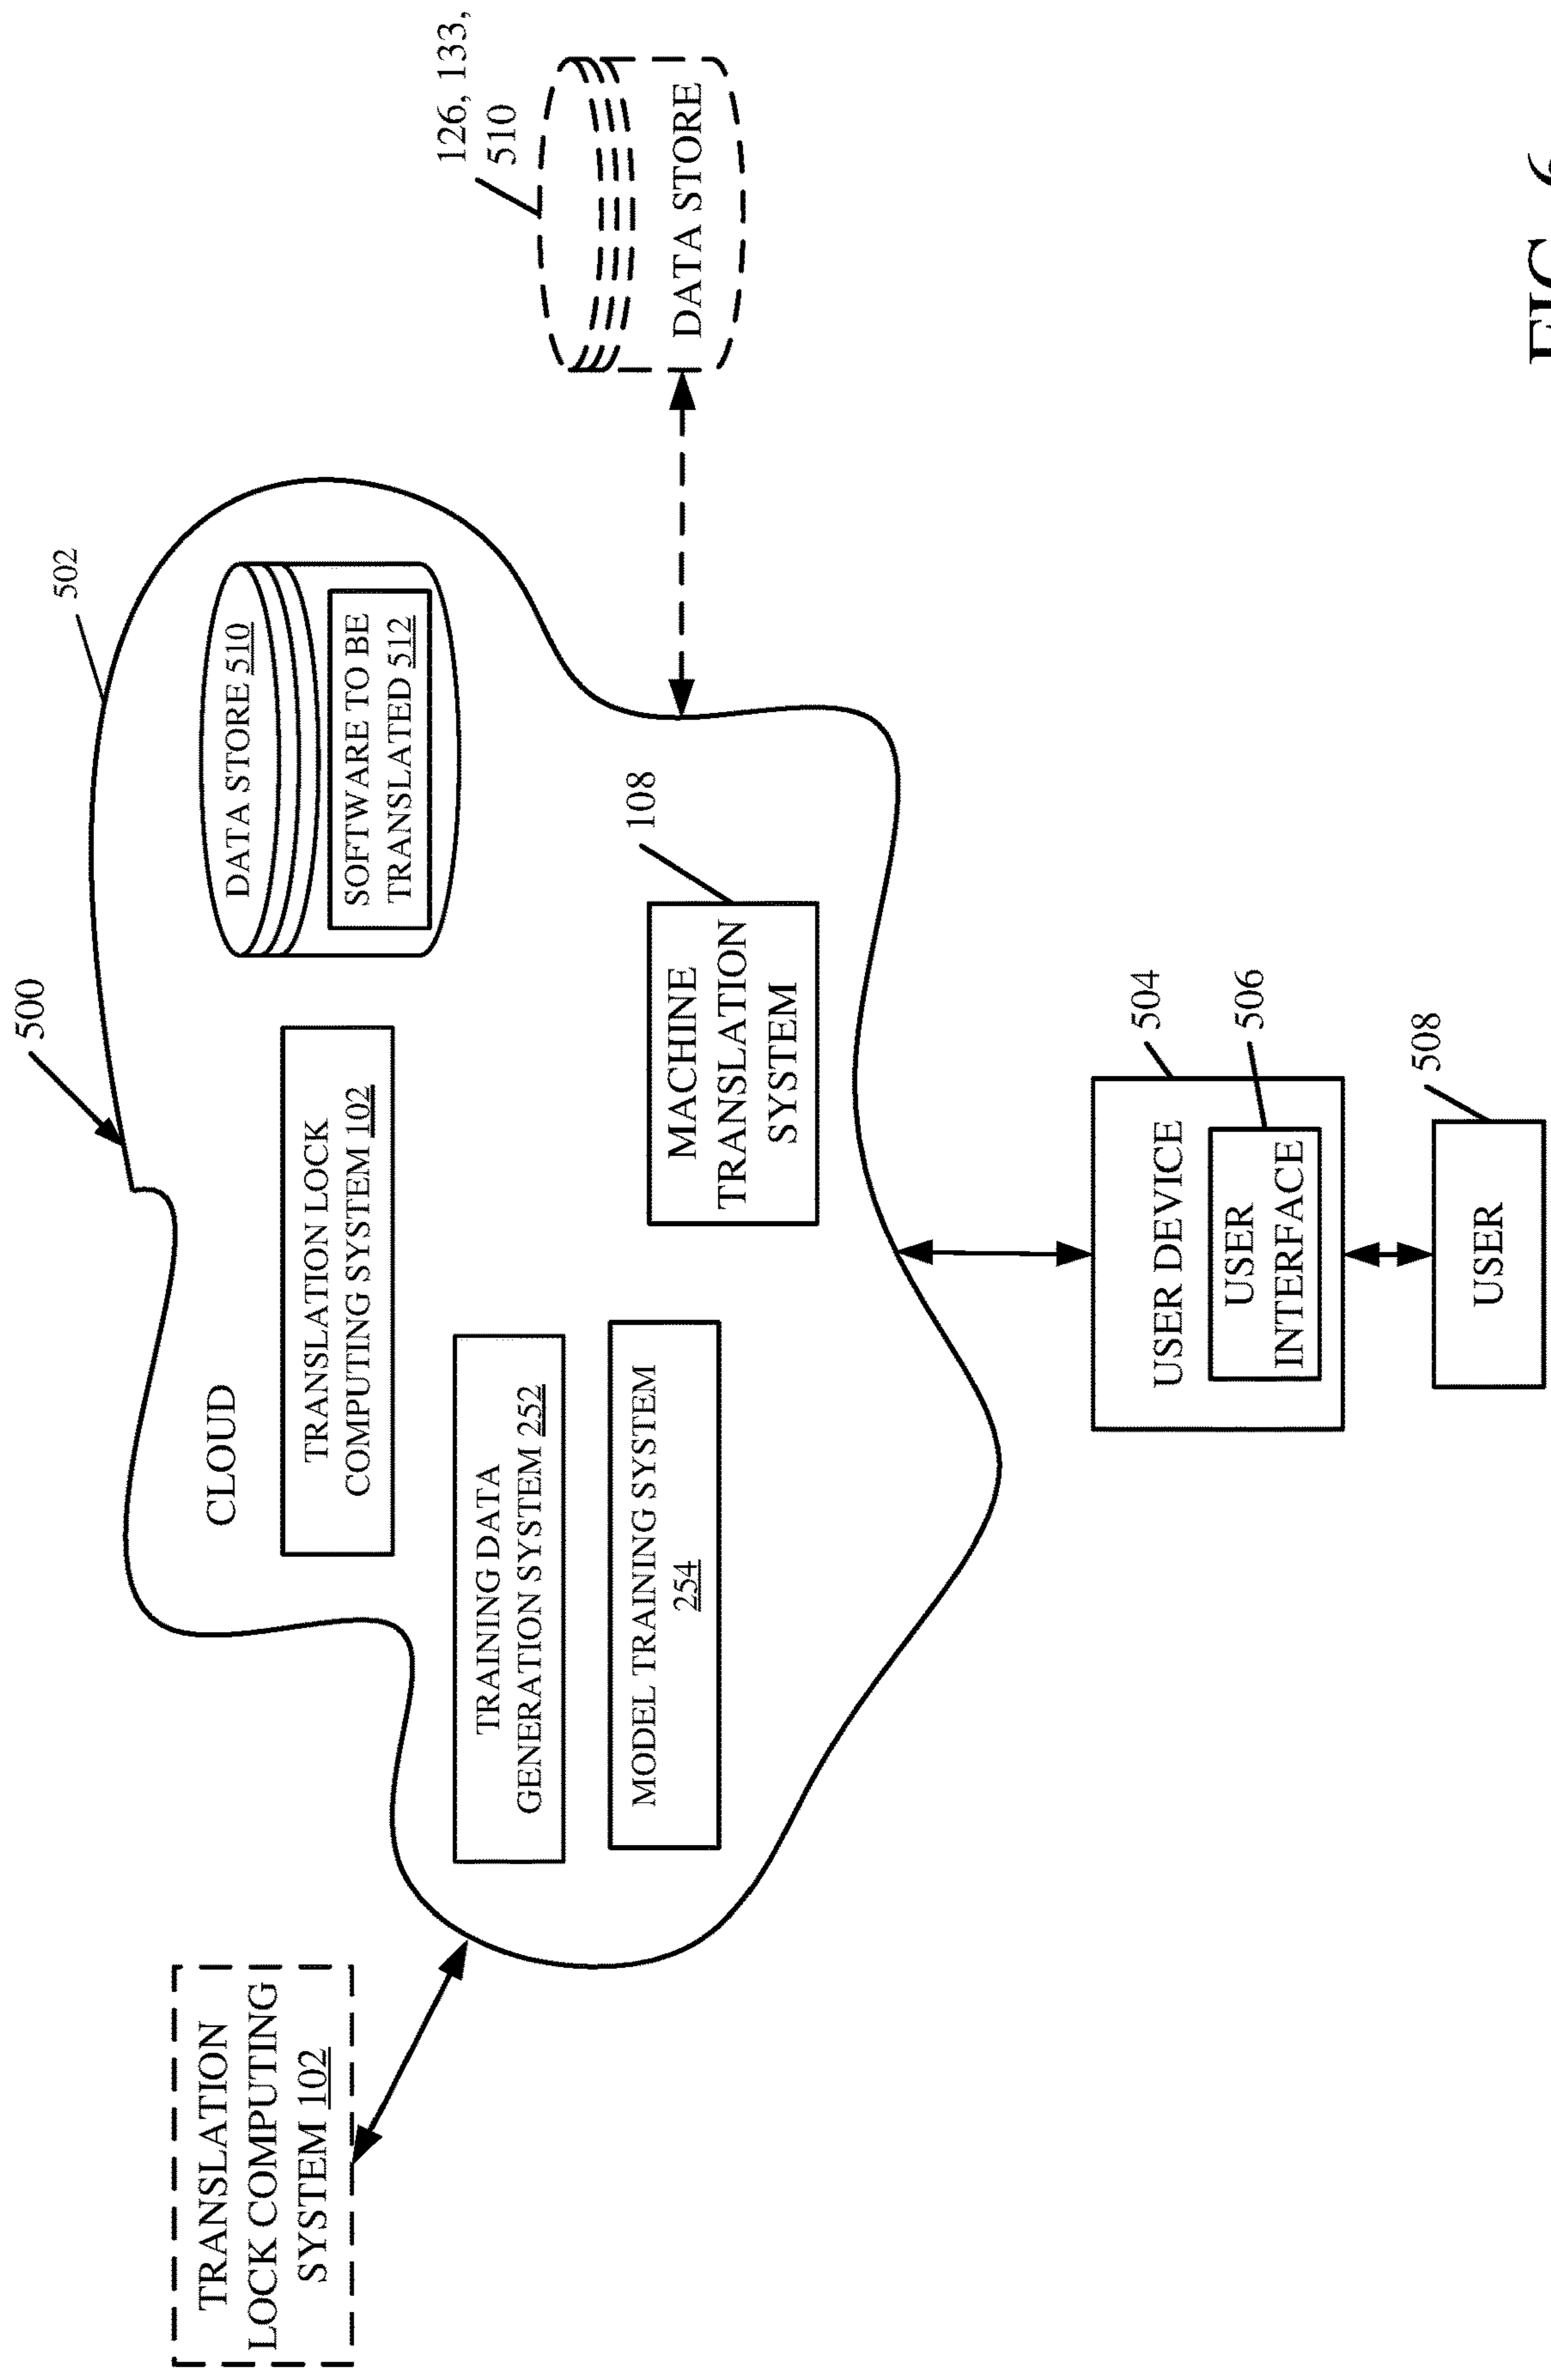 500
502
CLOUD
TRANSLATION
LOCK COMPUTING
SYSTEM 102
TRANSLATION LOCK
COMPUTING SYSTEM 102
DATA STORE 510
SOFTWARE TO BE
TRANSLATED 512
126, 133,
510
DATA STORE
TRAINING DATA
GENERATION SYSTEM 252
MODEL TRAINING SYSTEM
254
MACHINE
TRANSLATION
SYSTEM
108
USER DEVICE
504
USER
INTERFACE
506
USER
508
FIG. 6